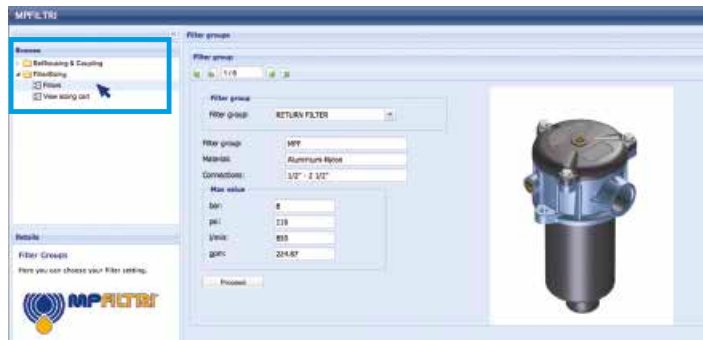 MPFILTRI
Filter groups
Browse
Bellhousing & Coupling
FilterSizing
Filters
View sizing cart
Filter group
1/8
Filter group
Filter group: RETURN FILTER
Filter group: MPF
Materials: Aluminium-Nylon
Connections: 1/2" - 2 1/2"
Max value
bar: 8
psi: 116
l/min: 850
gpm: 224.87
Proceed
Details
Filter Groups
Here you can choose your filter setting.
MPFILTRI